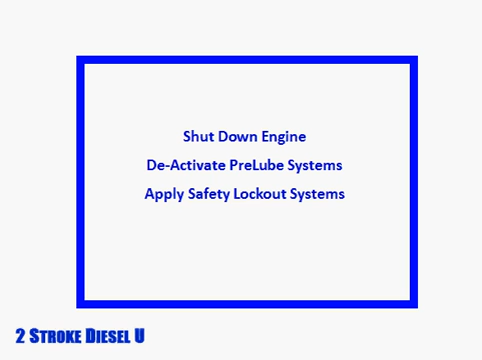 Shut Down Engine
De-Activate PreLube Systems
Apply Safety Lockout Systems
2 STROKE DIESEL U